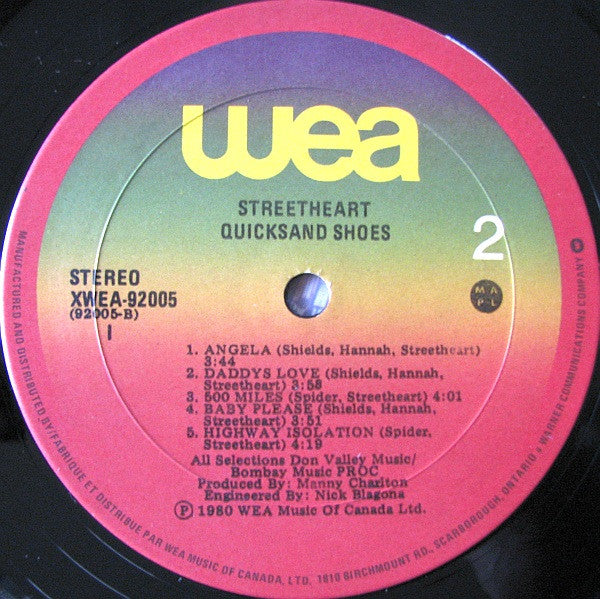 wea
STREETHEART
QUICKSAND SHOES
2
STEREO
XWEA-92005
(92005-B)
I
M A
P L
1. ANGELA (Shields, Hannah, Streetheart)
3:44
2. DADDYS LOVE (Shields, Hannah,
Streetheart) 3:58
3. 500 MILES (Spider, Streetheart) 4:01
4. BABY PLEASE (Shields, Hannah,
Streetheart) 3:51
5. HIGHWAY ISOLATION (Spider,
Streetheart) 4:19
All Selections Don Valley Music/
Bombay Music PROC
Produced By: Manny Charlton
Engineered By: Nick Blagona
Ⓟ 1980 WEA Music Of Canada Ltd.
MANUFACTURED AND DISTRIBUTED BY/FABRIQUE ET DISTRIBUE PAR WEA MUSIC OF CANADA, LTD. 1810 BIRCHMOUNT RD., SCARBOROUGH, ONTARIO • WARNER COMMUNICATIONS COMPANY